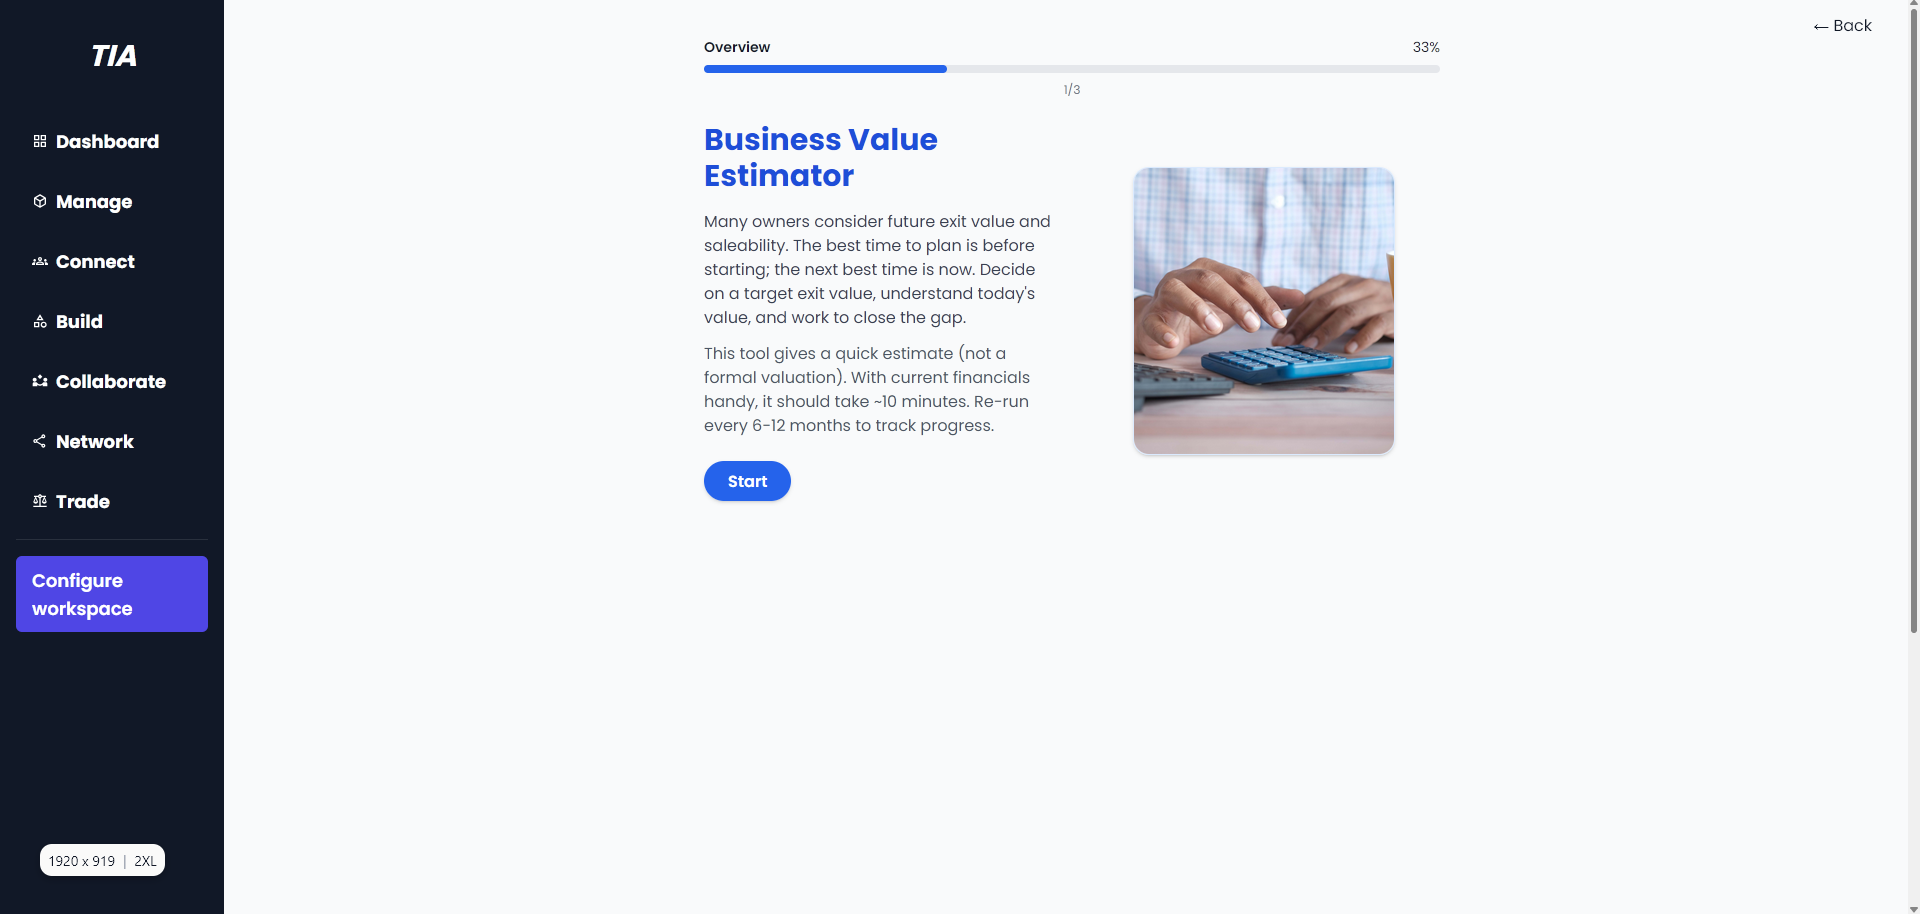 TIA
Dashboard
Manage
Connect
Build
Collaborate
Network
Trade
Configure
workspace
1920 x 919 | 2XL
← Back
Overview
33%
1/3
Business Value
Estimator
Many owners consider future exit value and
saleability. The best time to plan is before
starting; the next best time is now. Decide
on a target exit value, understand today's
value, and work to close the gap.
This tool gives a quick estimate (not a
formal valuation). With current financials
handy, it should take ~10 minutes. Re-run
every 6-12 months to track progress.
Start